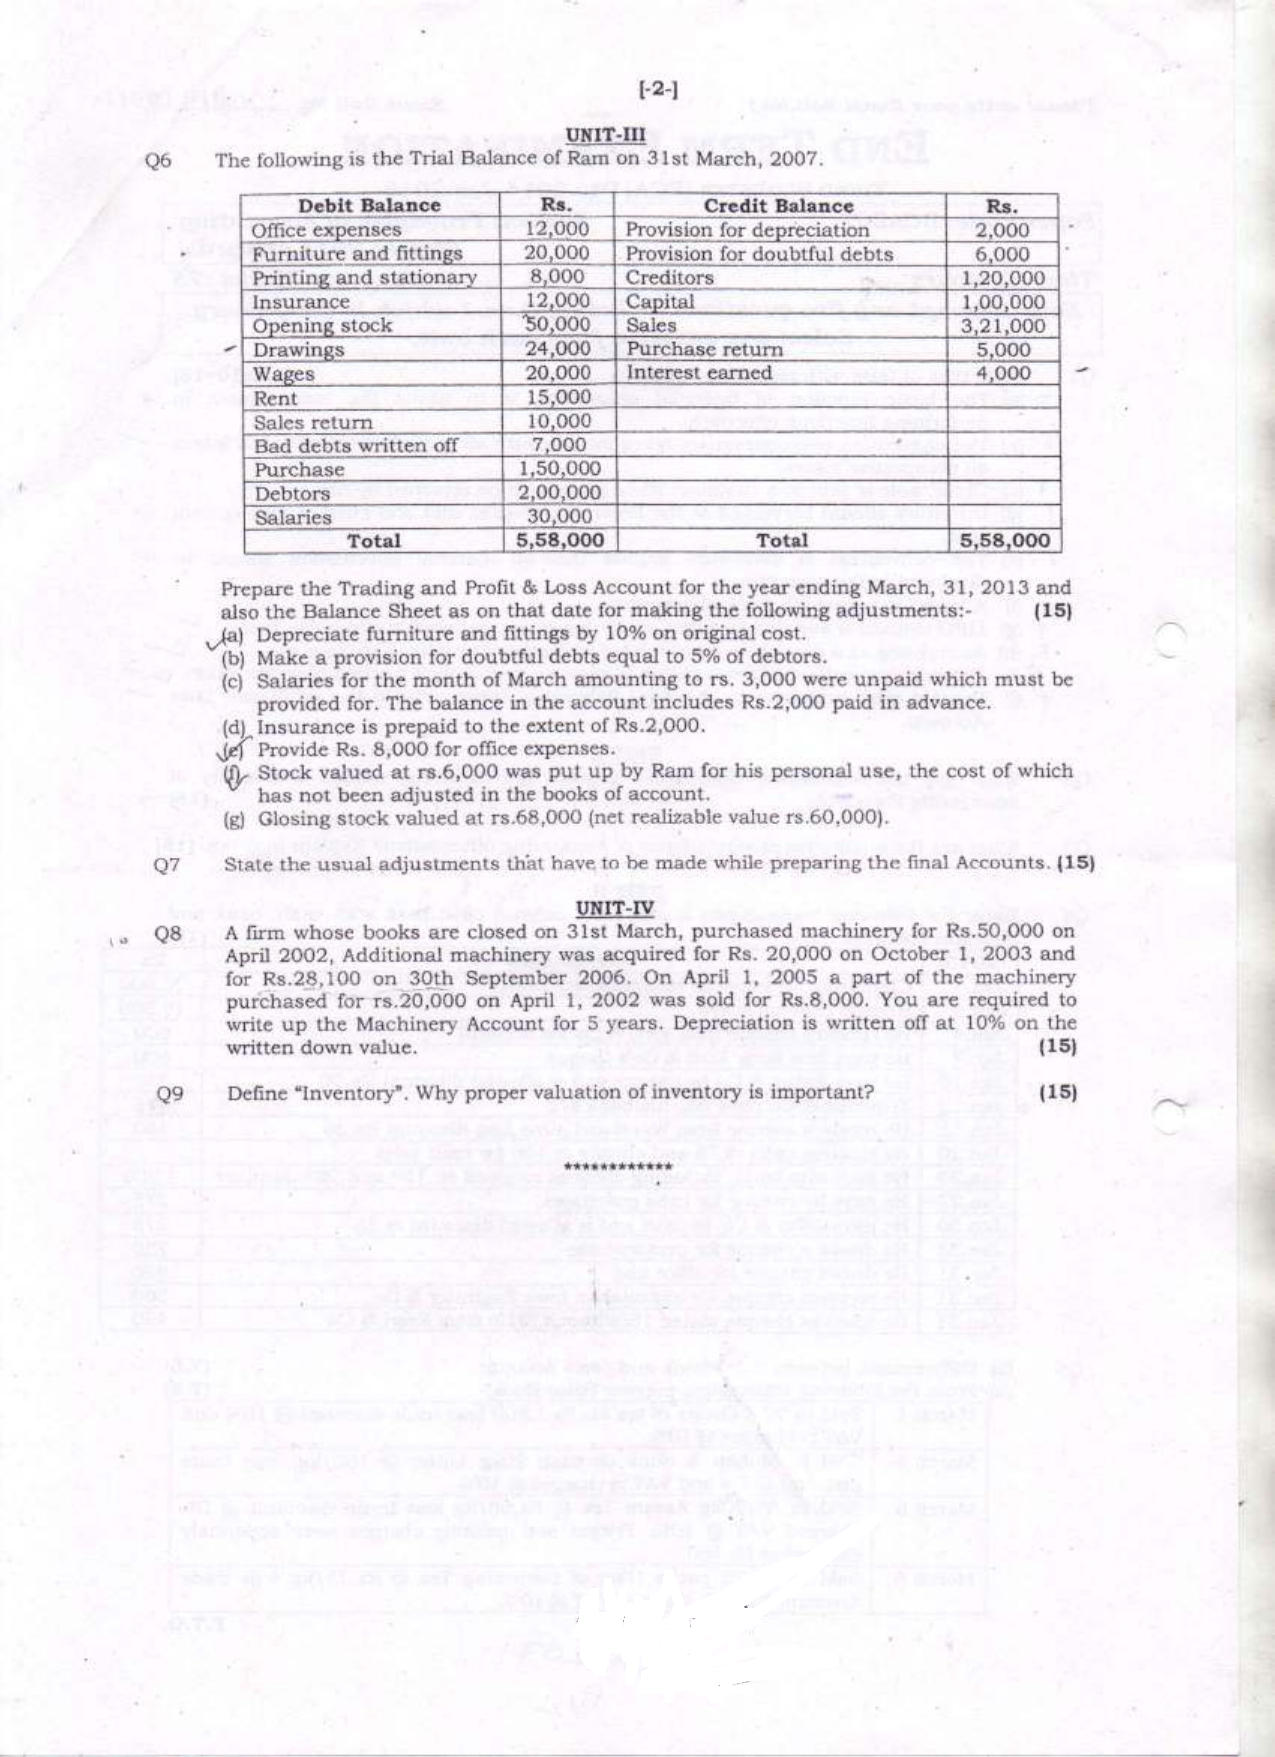 [-2-]
UNIT-III
Q6 The following is the Trial Balance of Ram on 31st March, 2007.
Debit Balance Rs. Credit Balance Rs.
Office expenses 12,000 Provision for depreciation 2,000
Furniture and fittings 20,000 Provision for doubtful debts 6,000
Printing and stationary 8,000 Creditors 1,20,000
Insurance 12,000 Capital 1,00,000
Opening stock 50,000 Sales 3,21,000
Drawings 24,000 Purchase return 5,000
Wages 20,000 Interest earned 4,000
Rent 15,000
Sales return 10,000
Bad debts written off 7,000
Purchase 1,50,000
Debtors 2,00,000
Salaries 30,000
Total 5,58,000 Total 5,58,000
Prepare the Trading and Profit & Loss Account for the year ending March, 31, 2013 and
also the Balance Sheet as on that date for making the following adjustments:- (15)
(a) Depreciate furniture and fittings by 10% on original cost.
(b) Make a provision for doubtful debts equal to 5% of debtors.
(c) Salaries for the month of March amounting to rs. 3,000 were unpaid which must be
provided for. The balance in the account includes Rs.2,000 paid in advance.
(d) Insurance is prepaid to the extent of Rs.2,000.
(e) Provide Rs. 8,000 for office expenses.
(f) Stock valued at rs.6,000 was put up by Ram for his personal use, the cost of which
has not been adjusted in the books of account.
(g) Glosing stock valued at rs.68,000 (net realizable value rs.60,000).
Q7 State the usual adjustments that have to be made while preparing the final Accounts. (15)
UNIT-IV
Q8 A firm whose books are closed on 31st March, purchased machinery for Rs.50,000 on
April 2002, Additional machinery was acquired for Rs. 20,000 on October 1, 2003 and
for Rs.28,100 on 30th September 2006. On April 1, 2005 a part of the machinery
purchased for rs.20,000 on April 1, 2002 was sold for Rs.8,000. You are required to
write up the Machinery Account for 5 years. Depreciation is written off at 10% on the
written down value. (15)
Q9 Define "Inventory". Why proper valuation of inventory is important? (15)
************